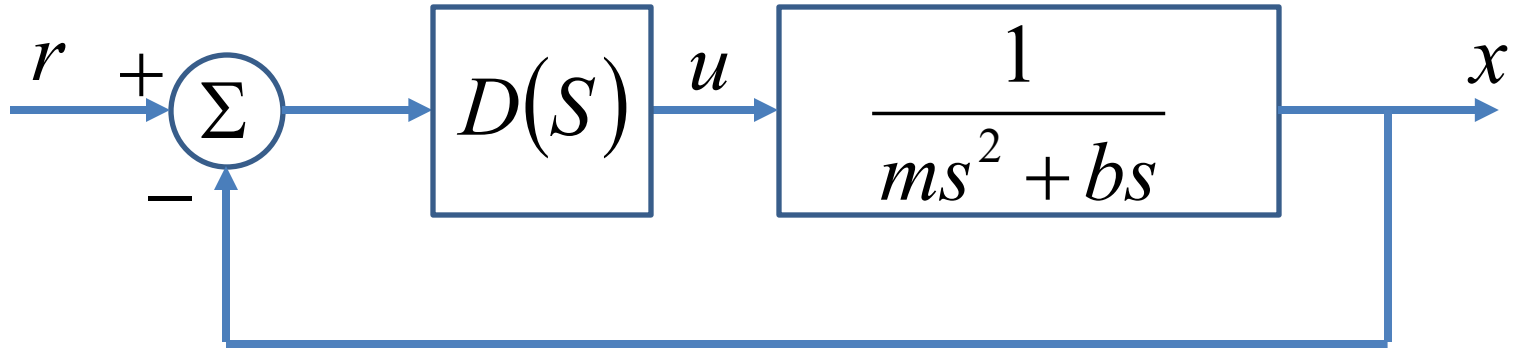 r
+
Σ
−
D(S)
u
1
ms² + bs
x